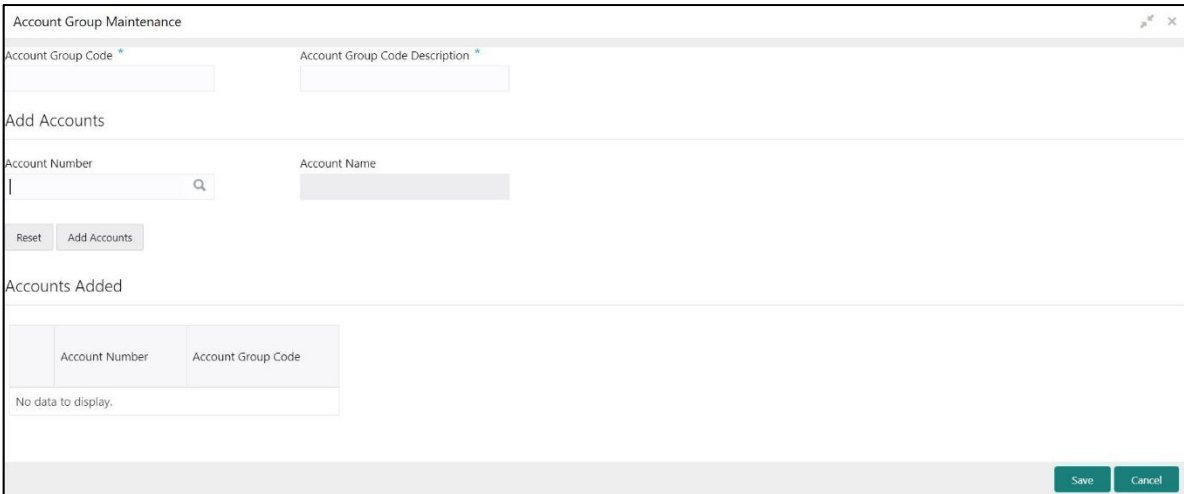 Account Group Maintenance
Account Group Code * Account Group Code Description *
Add Accounts
Account Number Account Name
Reset Add Accounts
Accounts Added
Account Number Account Group Code
No data to display.
Save Cancel